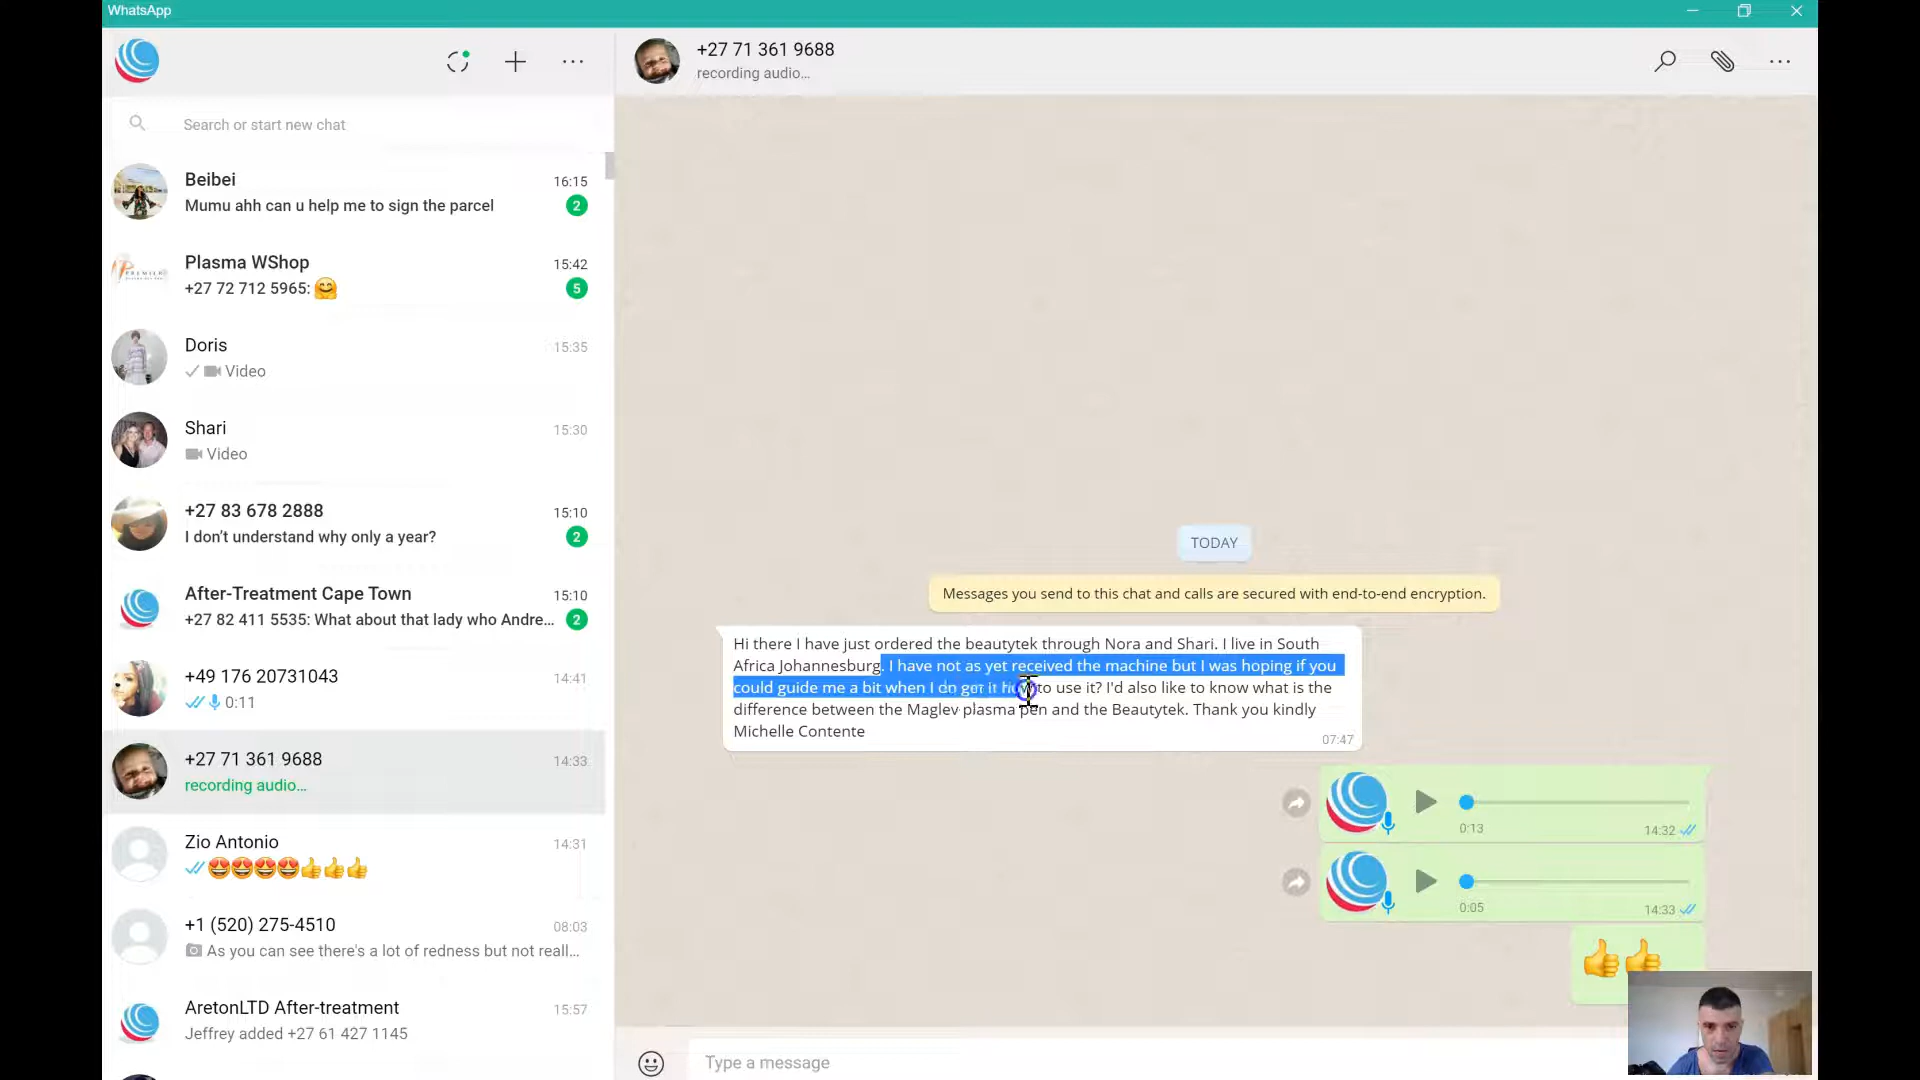 WhatsApp
Search or start new chat
Beibei
16:15
Mumu ahh can u help me to sign the parcel
2
Plasma WShop
15:42
+27 72 712 5965: 🤗
5
Doris
15:35
Video
Shari
15:30
Video
+27 83 678 2888
15:10
I don't understand why only a year?
2
After-Treatment Cape Town
15:10
+27 82 411 5535: What about that lady who Andre...
2
+49 176 20731043
14:41
0:11
+27 71 361 9688
14:33
recording audio...
Zio Antonio
14:31
😍😍😍😍👍👍👍
+1 (520) 275-4510
08:03
As you can see there's a lot of redness but not reall...
AretonLTD After-treatment
15:57
Jeffrey added +27 61 427 1145
+27 71 361 9688
recording audio...
TODAY
Messages you send to this chat and calls are secured with end-to-end encryption.
Hi there I have just ordered the beautytek through Nora and Shari. I live in South
Africa Johannesburg. I have not as yet received the machine but I was hoping if you
could guide me a bit when I do get it how to use it? I'd also like to know what is the
difference between the Maglev plasma pen and the Beautytek. Thank you kindly
Michelle Contente
07:47
0:13
14:32
0:05
14:33
👍👍
Type a message